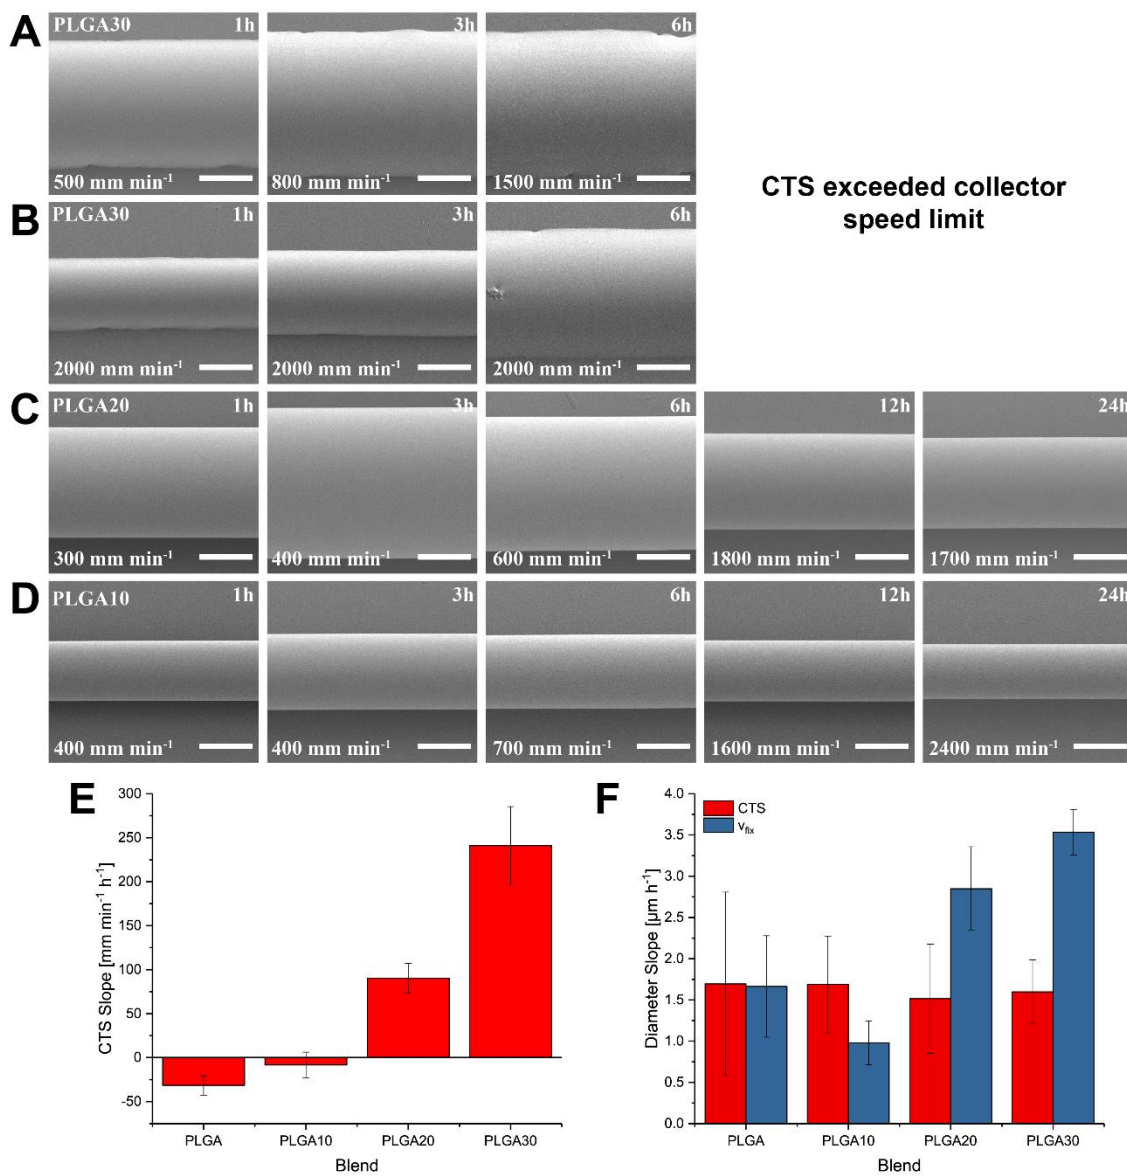 A
PLGA30 1h
3h
6h
500 mm min⁻¹
800 mm min⁻¹
1500 mm min⁻¹
CTS exceeded collector
speed limit
B
PLGA30 1h
3h
6h
2000 mm min⁻¹
2000 mm min⁻¹
2000 mm min⁻¹
C
PLGA20 1h
3h
6h
12h
24h
300 mm min⁻¹
400 mm min⁻¹
600 mm min⁻¹
1800 mm min⁻¹
1700 mm min⁻¹
D
PLGA10 1h
3h
6h
12h
24h
400 mm min⁻¹
400 mm min⁻¹
700 mm min⁻¹
1600 mm min⁻¹
2400 mm min⁻¹
E
CTS Slope [mm min⁻¹ h⁻¹]
300
250
200
150
100
50
0
-50
PLGA PLGA10 PLGA20 PLGA30
Blend
F
CTS
vfix
Diameter Slope [µm h⁻¹]
4.0
3.5
3.0
2.5
2.0
1.5
1.0
0.5
0.0
PLGA PLGA10 PLGA20 PLGA30
Blend